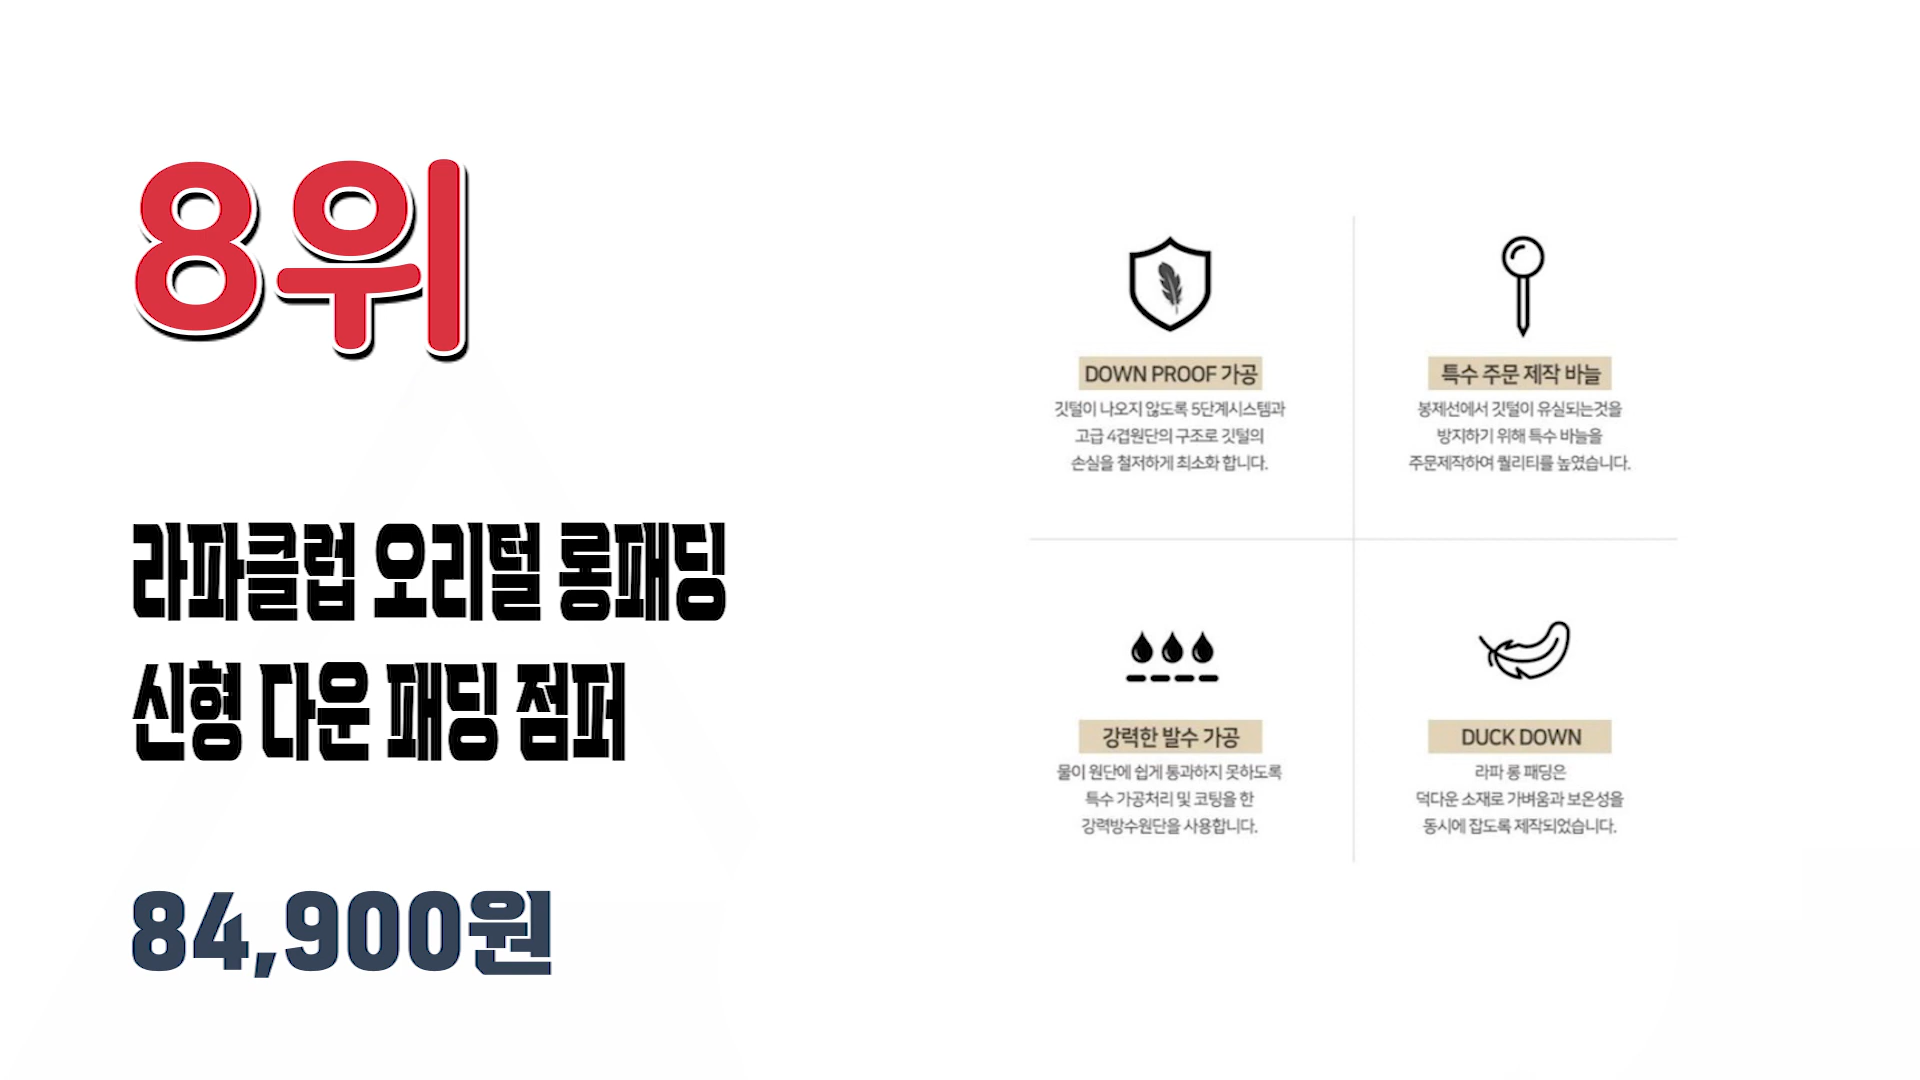 8위
라파클럽 오리털 롱패딩
신형 다운 패딩 점퍼
84,900원
DOWN PROOF 가공
깃털이 나오지 않도록 5단계시스템과
고급 4겹원단의 구조로 깃털의
손실을 철저하게 최소화 합니다.
특수 주문 제작 바늘
봉제선에서 깃털이 유실되는것을
방지하기 위해 특수 바늘을
주문제작하여 퀄리티를 높였습니다.
강력한 발수 가공
물이 원단에 쉽게 통과하지 못하도록
특수 가공처리 및 코팅을 한
강력방수원단을 사용합니다.
DUCK DOWN
라파 롱 패딩은
덕다운 소재로 가벼움과 보온성을
동시에 잡도록 제작되었습니다.